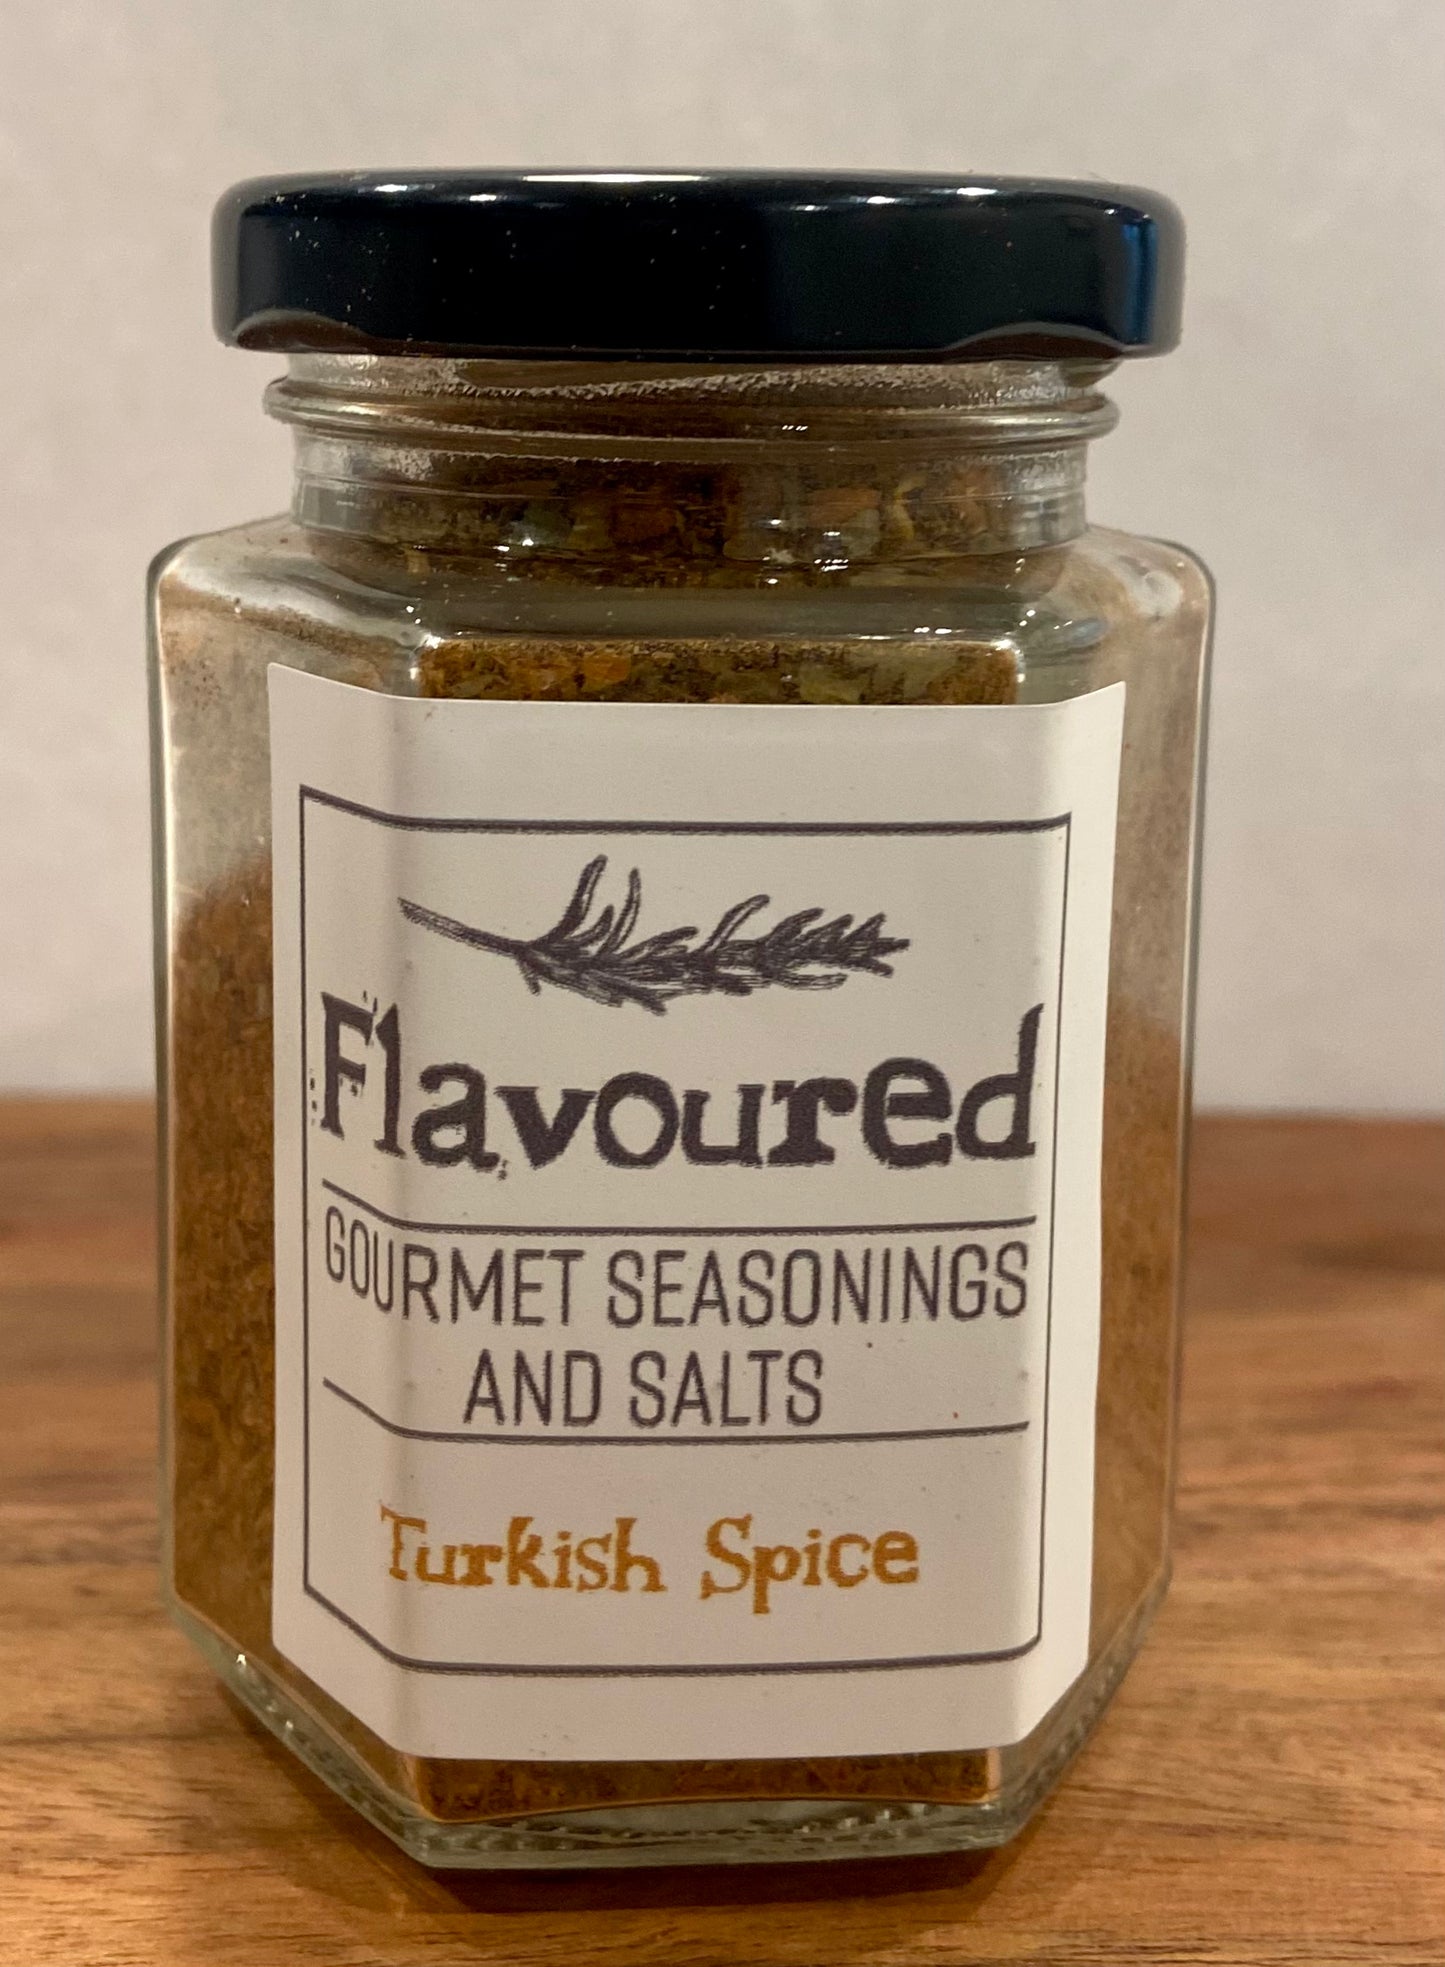 Flavoured
GOURMET SEASONINGS
AND SALTS
Turkish Spice